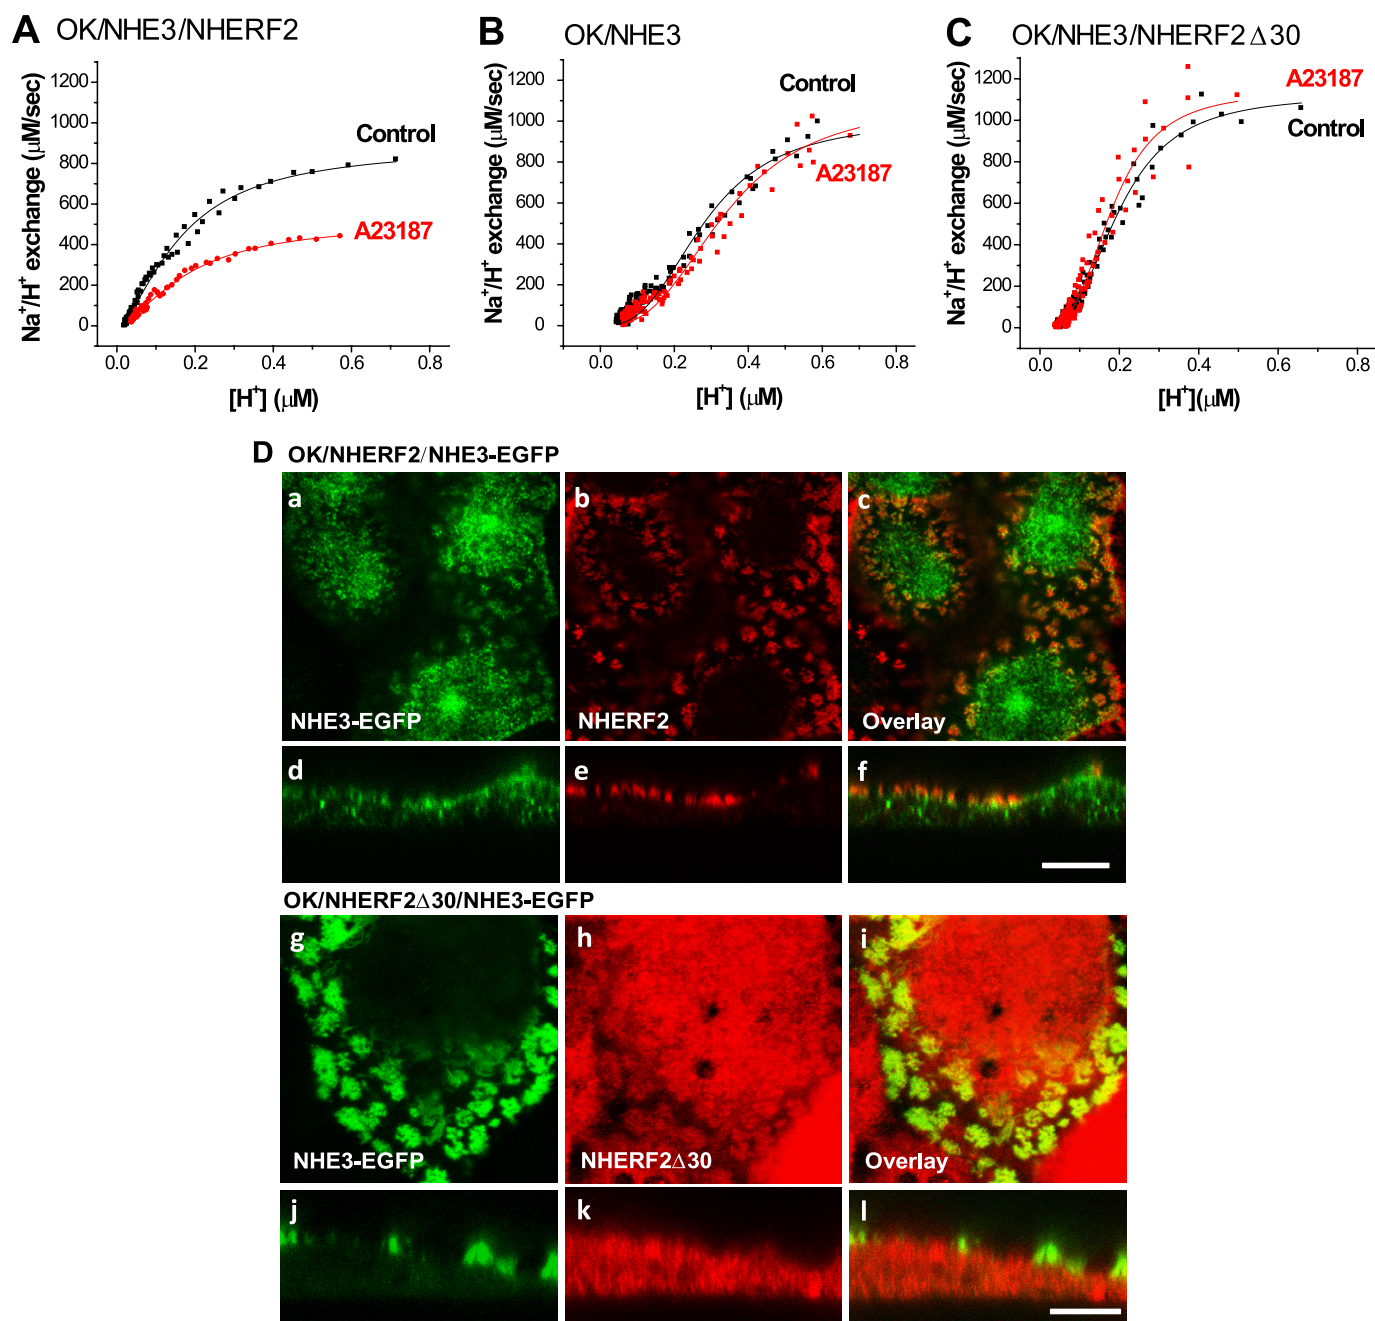 A OK/NHE3/NHERF2
Na+/H+ exchange (μM/sec)
1200
1000
800
600
400
200
0
Control
A23187
0.0 0.2 0.4 0.6 0.8
[H+] (μM)
B OK/NHE3
Na+/H+ exchange (μM/sec)
1200
1000
800
600
400
200
0
Control
A23187
0.0 0.2 0.4 0.6 0.8
[H+] (μM)
C OK/NHE3/NHERF2Δ30
Na+/H+ exchange (μM/sec)
1200
1000
800
600
400
200
0
A23187
Control
0.0 0.2 0.4 0.6 0.8
[H+](μM)
D OK/NHERF2/NHE3-EGFP
a b c
NHE3-EGFP NHERF2 Overlay
d e f
OK/NHERF2Δ30/NHE3-EGFP
g h i
NHE3-EGFP NHERF2Δ30 Overlay
j k l